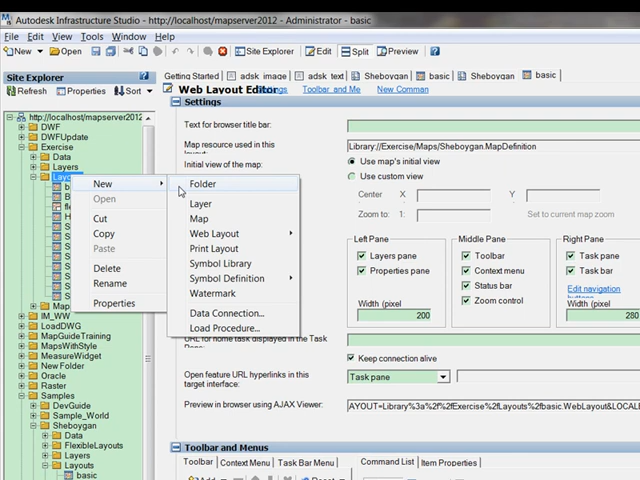 Autodesk Infrastructure Studio - http://localhost/mapserver2012 - Administrator - basic
File Edit View Tools Window Help
New Open Site Explorer Edit Split Preview
Site Explorer
Getting Started adsk_image adsk_text Sheboygan basic Sheboygan basic
Refresh Properties Sort
Web Layout Editor Settings Toolbar and Me New Comman
Settings
http://localhost/mapserver2012
DWF
DWFUpdate
Exercise
Data
Layers
Layou
Map
IM_WW
LoadDWG
MapGuideTraining
MapsWithStyle
MeasureWidget
New Folder
Oracle
Raster
Samples
DevGuide
Sample_World
Sheboygan
Data
FlexibleLayouts
Layers
Layouts
basic
New
Open
Cut
Copy
Paste
Delete
Rename
Properties
Folder
Layer
Map
Web Layout
Print Layout
Symbol Library
Symbol Definition
Watermark
Data Connection...
Load Procedure...
Text for browser title bar:
Map resource used in this
Library://Exercise/Maps/Sheboygan.MapDefinition
Initial view of the map:
Use map's initial view
Use custom view
Center X Y
Zoom to: 1: Set to current map zoom
Left Pane Middle Pane Right Pane
Layers pane Toolbar Task pane
Properties pane Context menu Task bar
Status bar Edit navigation
Zoom control
Width (pixel Width (pixel
200 280
URL for home task displayed in the Task
Keep connection alive
Open feature URL hyperlinks in this
target interface:
Task pane
Preview in browser using AJAX Viewer:
AYOUT=Library%3a%2f%2fExercise%2fLayouts%2fbasic.WebLayout&LOCALE
Toolbar and Menus
Toolbar Context Menu Task Bar Menu Command List Item Properties